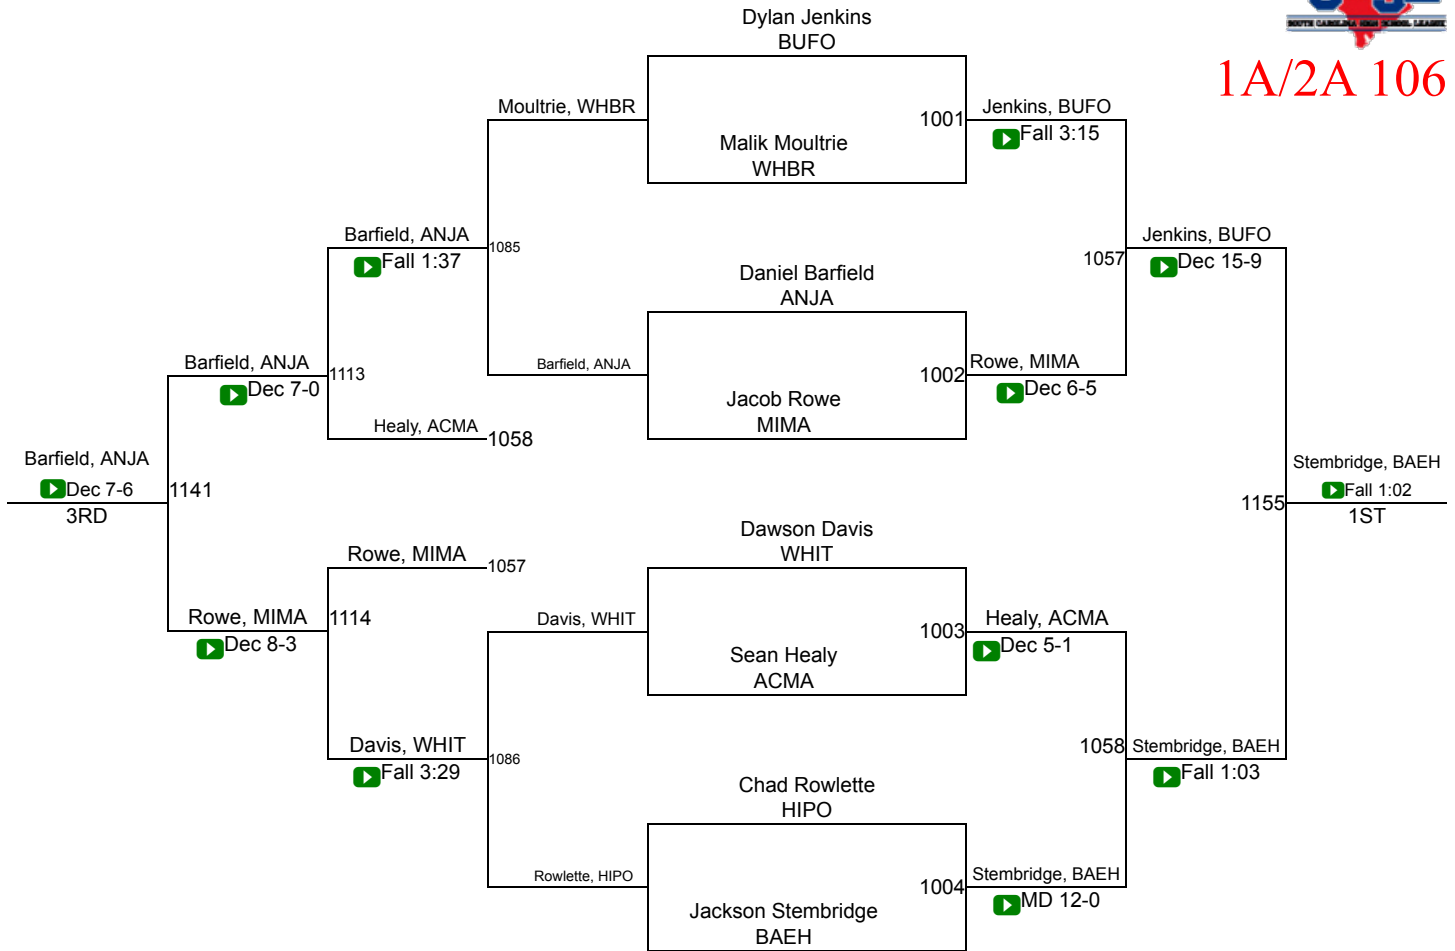 Dylan Jenkins
BUFO
SOUTH CAROLINA HIGH SCHOOL LEAGUE
1A/2A 106
Moultrie, WHBR
1001
Jenkins, BUFO
Fall 3:15
Malik Moultrie
WHBR
Barfield, ANJA
Fall 1:37
1085
1057
Jenkins, BUFO
Dec 15-9
Daniel Barfield
ANJA
Barfield, ANJA
Dec 7-0
1113
Barfield, ANJA
1002
Rowe, MIMA
Dec 6-5
Jacob Rowe
MIMA
Healy, ACMA
1058
Barfield, ANJA
Dec 7-6
3RD
1141
1155
Stembridge, BAEH
Fall 1:02
1ST
Dawson Davis
WHIT
Rowe, MIMA
1057
Rowe, MIMA
Dec 8-3
1114
Davis, WHIT
1003
Healy, ACMA
Dec 5-1
Sean Healy
ACMA
Davis, WHIT
Fall 3:29
1086
1058
Stembridge, BAEH
Fall 1:03
Chad Rowlette
HIPO
Rowlette, HIPO
1004
Stembridge, BAEH
MD 12-0
Jackson Stembridge
BAEH